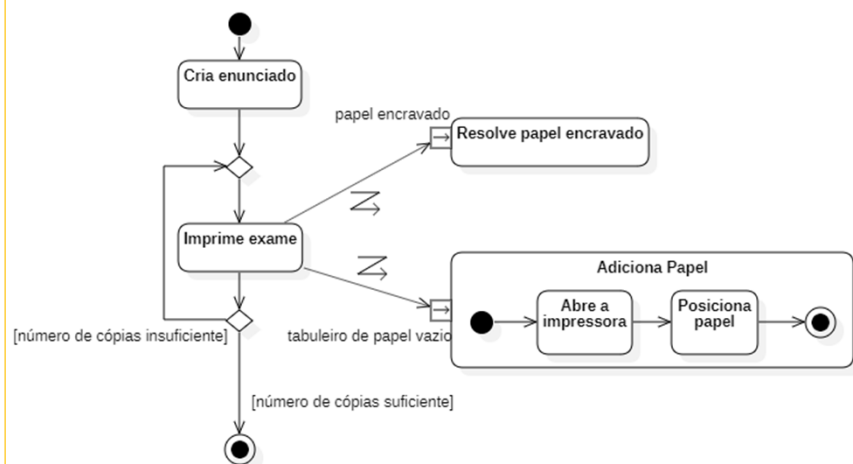 Cria enunciado
papel encravado
Resolve papel encravado
Imprime exame
Adiciona Papel
Abre a
impressora
Posiciona
papel
[número de cópias insuficiente]
tabuleiro de papel vazio
[número de cópias suficiente]